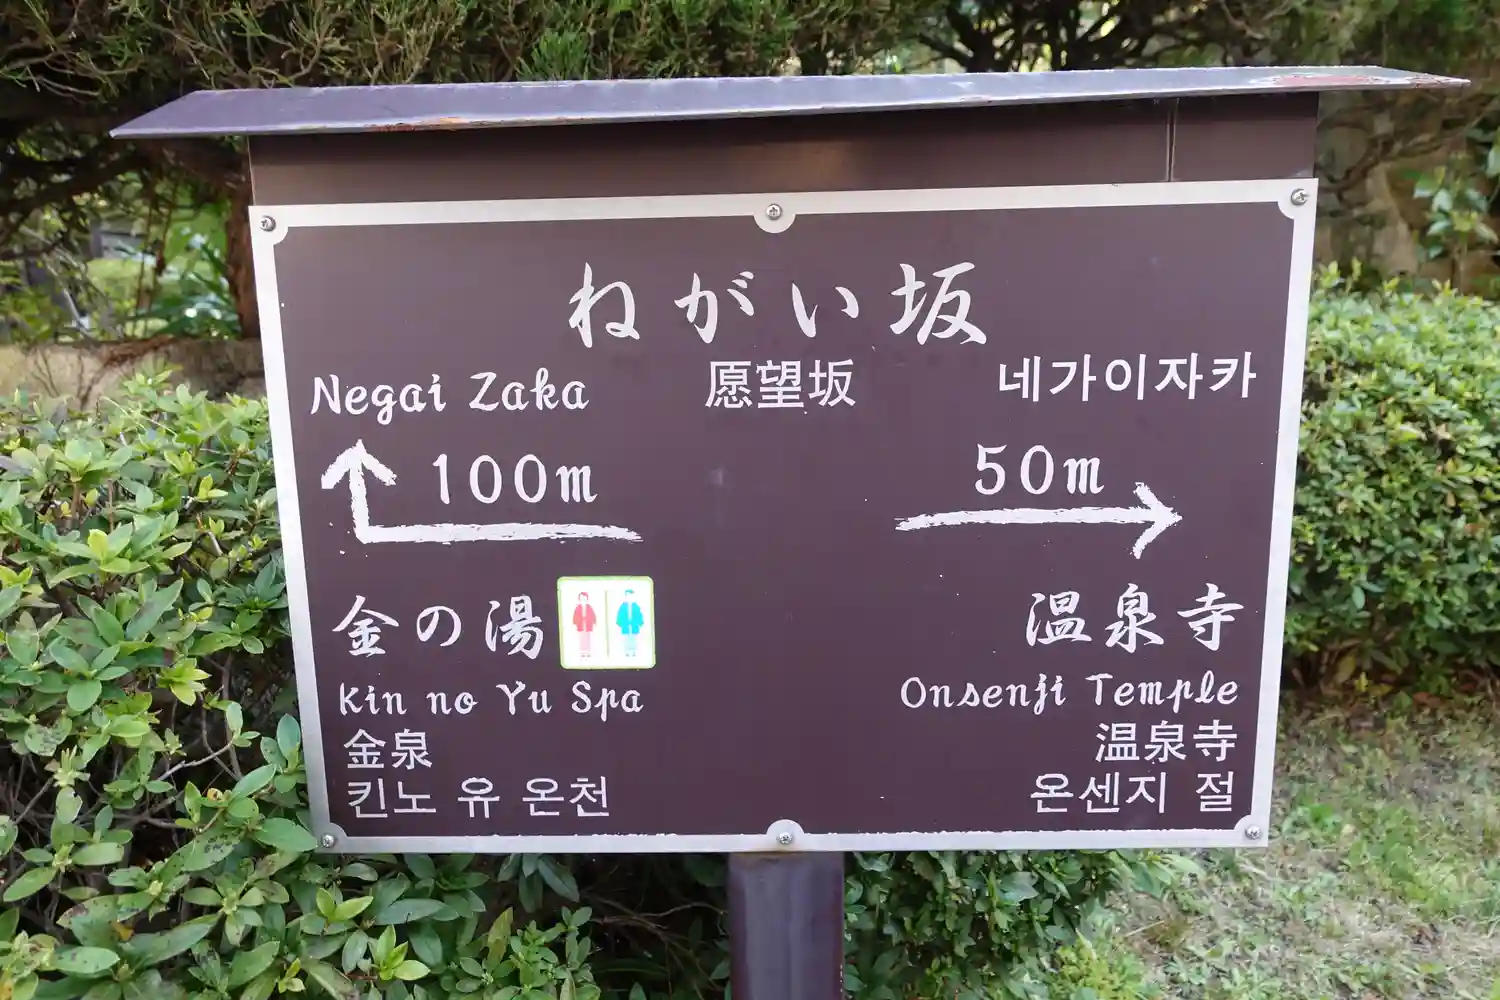 ねがい坂
Negai Zaka 愿望坂 네가이자카
100m 50m
金の湯 温泉寺
Kin no Yu Spa Onsenji Temple
金泉 温泉寺
킨노 유 온천 온센지 절